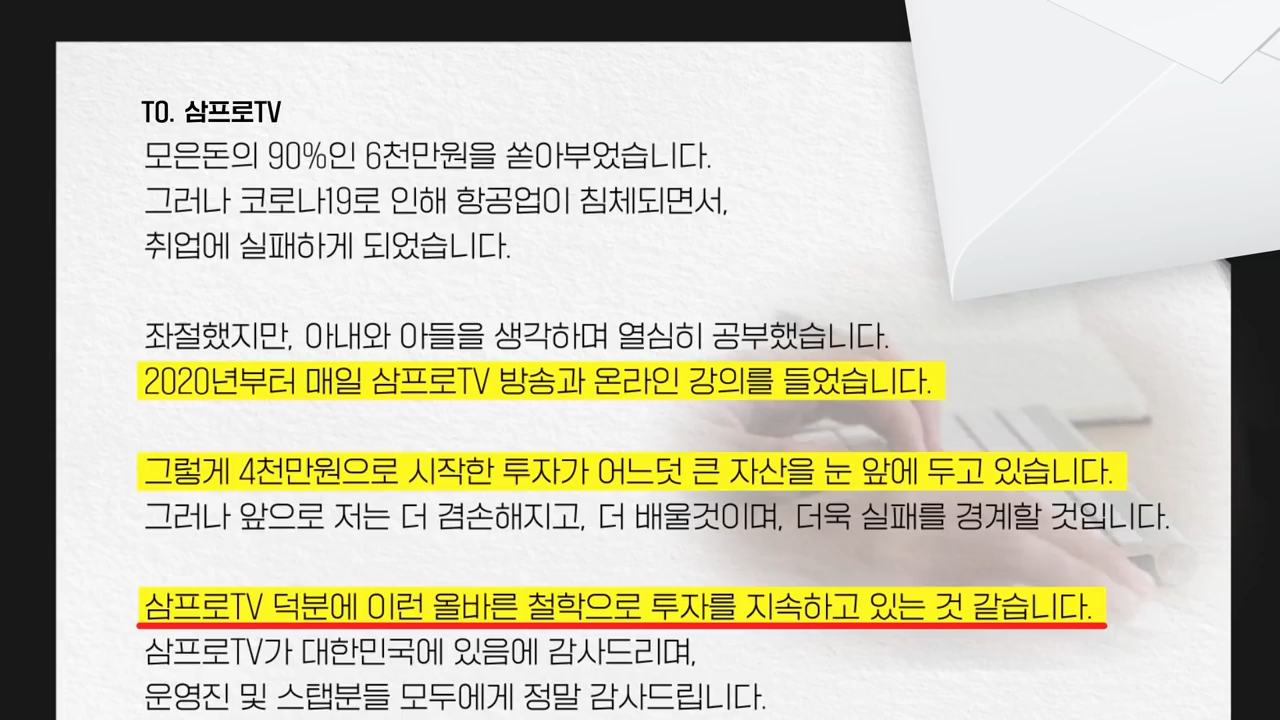 TO. 삼프로TV
모은돈의 90%인 6천만원을 쏟아부었습니다.
그러나 코로나19로 인해 항공업이 침체되면서,
취업에 실패하게 되었습니다.
좌절했지만, 아내와 아들을 생각하며 열심히 공부했습니다.
2020년부터 매일 삼프로TV 방송과 온라인 강의를 들었습니다.
그렇게 4천만원으로 시작한 투자가 어느덧 큰 자산을 눈 앞에 두고 있습니다.
그러나 앞으로 저는 더 겸손해지고, 더 배울것이며, 더욱 실패를 경계할 것입니다.
삼프로TV 덕분에 이런 올바른 철학으로 투자를 지속하고 있는 것 같습니다.
삼프로TV가 대한민국에 있음에 감사드리며,
운영진 및 스탭분들 모두에게 정말 감사드립니다.